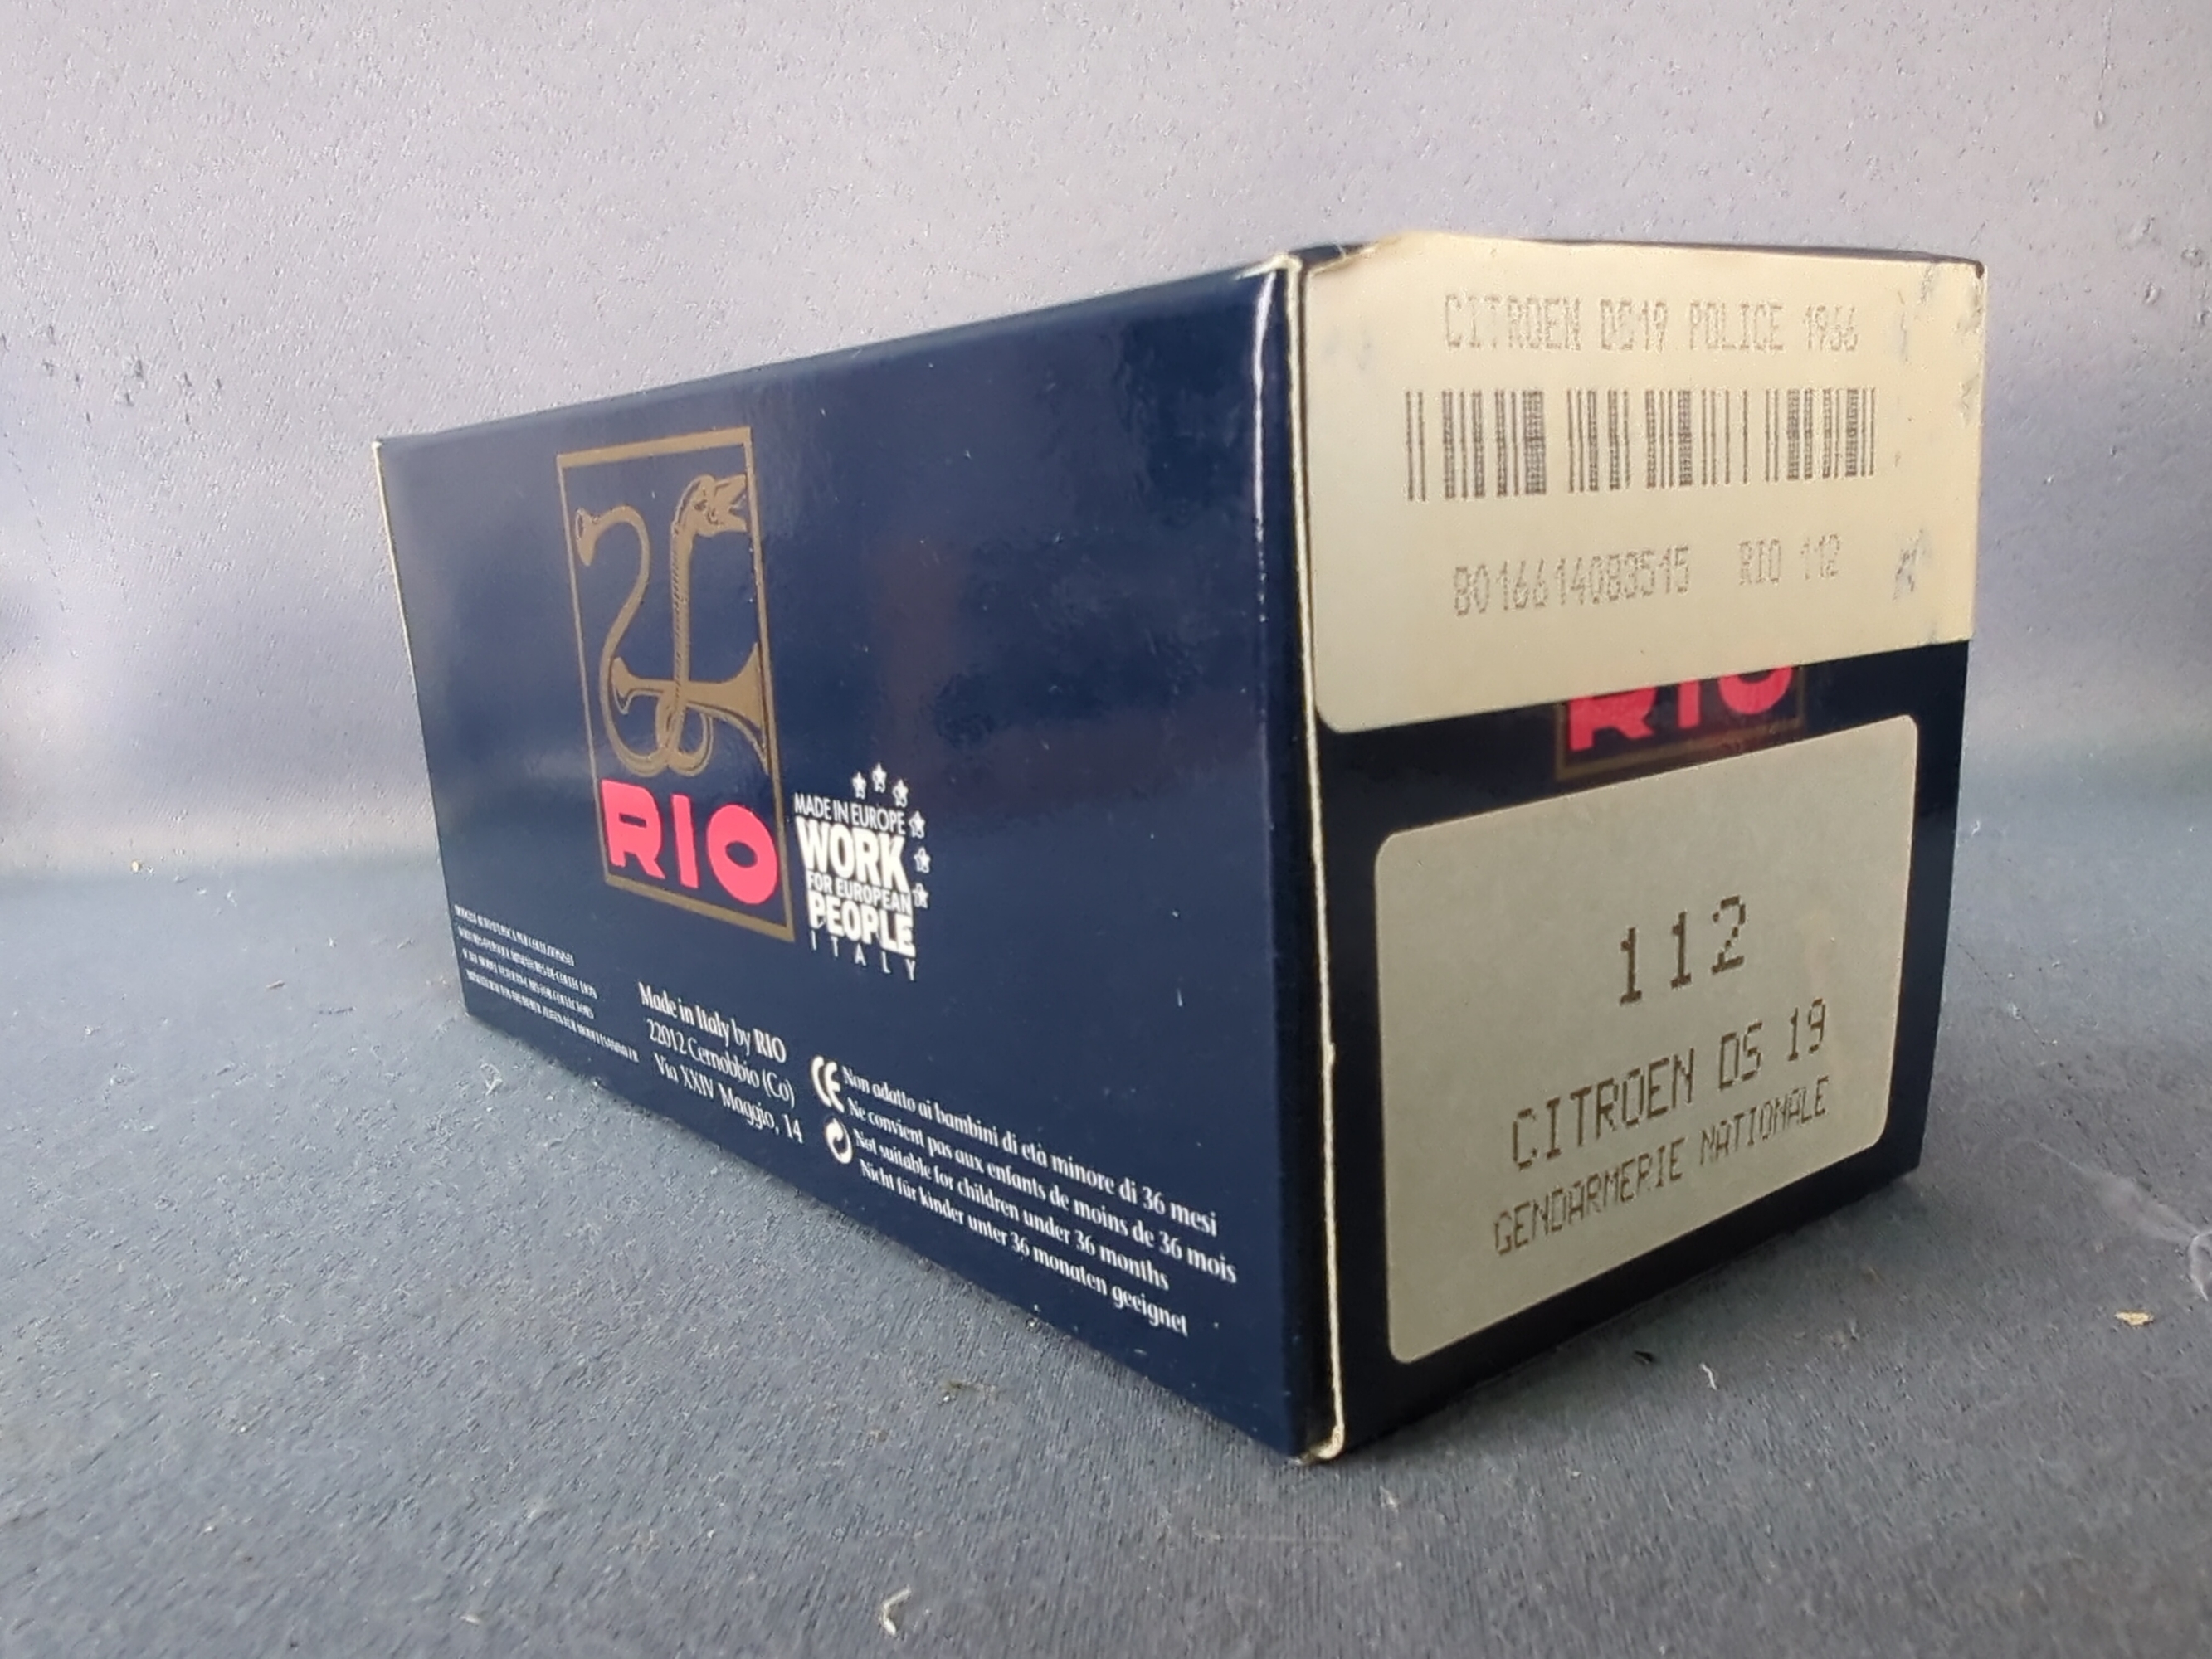 RIO
MADE IN EUROPE
WORK
FOR EUROPEAN
PEOPLE
ITALY
Made in Italy by RIO
22012 Cernobbio (Co)
Via XXIV Maggio, 14
CE
Non adatto ai bambini di età minore di 36 mesi
Ne convient pas aux enfants de moins de 36 mois
Not suitable for children under 36 months
Nicht für kinder unter 36 monaten geeignet
CITROEN DS19 POLICE 1966
8016614083515 RIO 112
RIO
112
CITROEN DS 19
GENDARMERIE NATIONALE